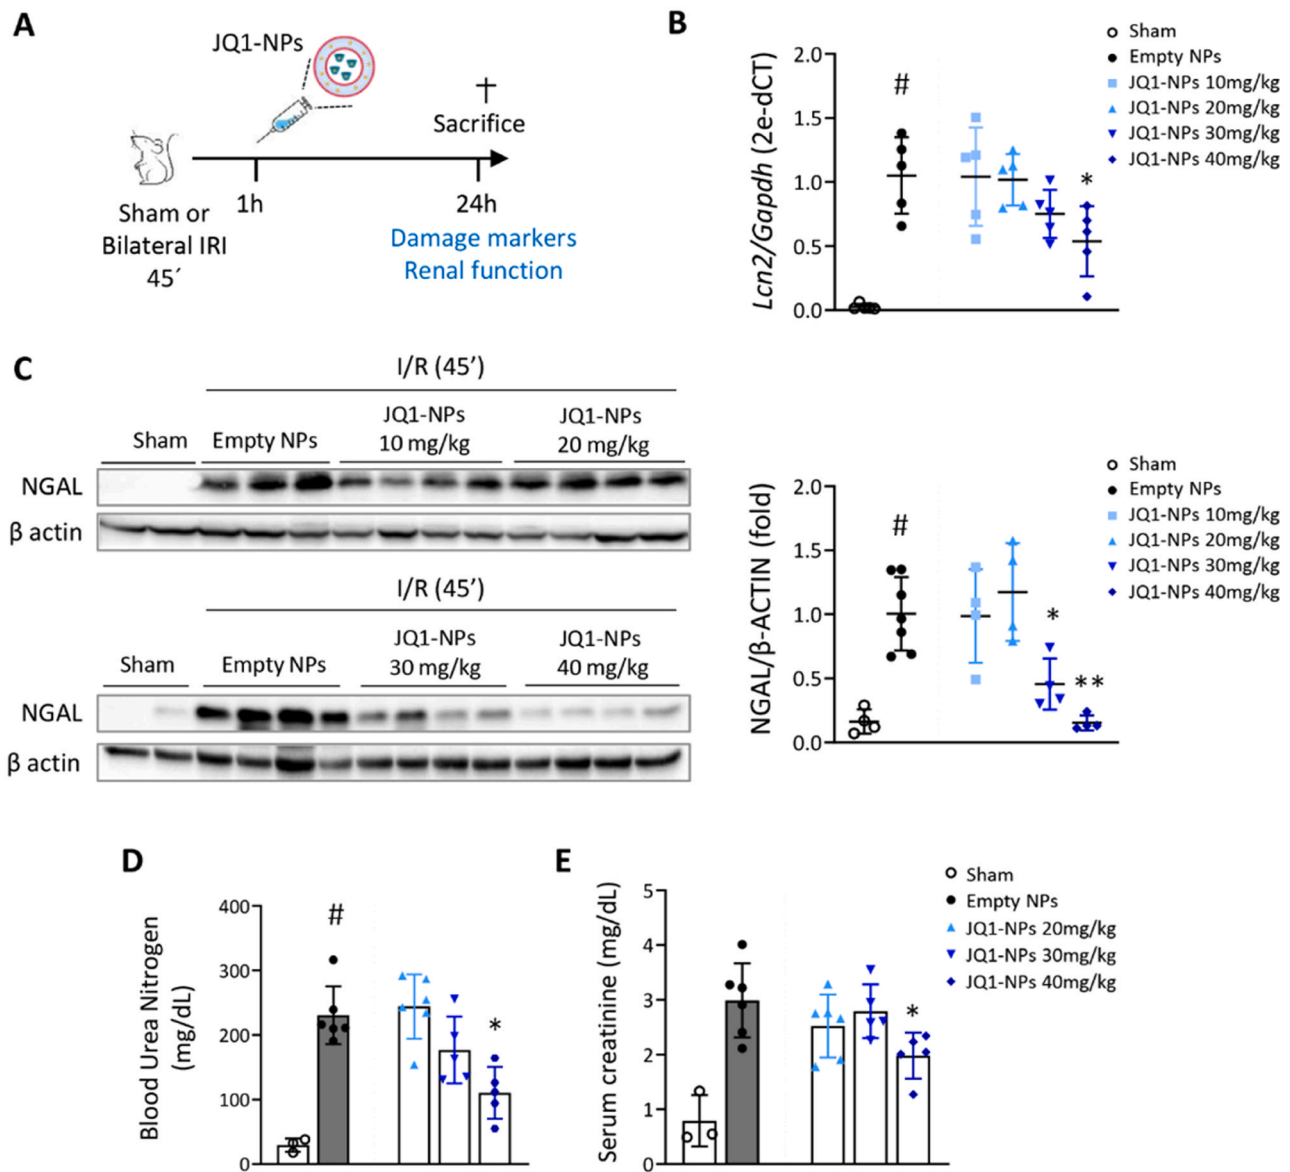 A
JQ1-NPs
†
Sacrifice
1h
24h
Sham or
Bilateral IRI
45´
Damage markers
Renal function
B
Lcn2/Gapdh (2e-dCT)
2.0
1.5
1.0
0.5
0.0
#
*
Sham
Empty NPs
JQ1-NPs 10mg/kg
JQ1-NPs 20mg/kg
JQ1-NPs 30mg/kg
JQ1-NPs 40mg/kg
C
I/R (45′)
Sham
Empty NPs
JQ1-NPs
10 mg/kg
JQ1-NPs
20 mg/kg
NGAL
β actin
I/R (45′)
Sham
Empty NPs
JQ1-NPs
30 mg/kg
JQ1-NPs
40 mg/kg
NGAL
β actin
NGAL/β-ACTIN (fold)
2.0
1.5
1.0
0.5
0.0
#
*
**
Sham
Empty NPs
JQ1-NPs 10mg/kg
JQ1-NPs 20mg/kg
JQ1-NPs 30mg/kg
JQ1-NPs 40mg/kg
D
Blood Urea Nitrogen
(mg/dL)
400
300
200
100
0
#
*
E
Serum creatinine (mg/dL)
5
4
3
2
1
0
*
Sham
Empty NPs
JQ1-NPs 20mg/kg
JQ1-NPs 30mg/kg
JQ1-NPs 40mg/kg